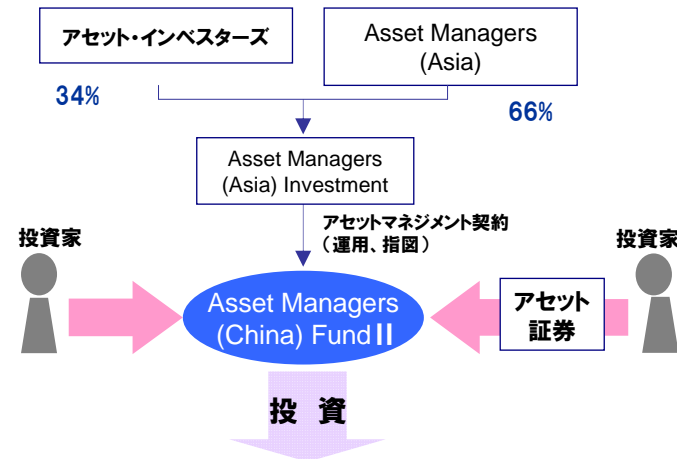 アセット・インベスターズ
Asset Managers
(Asia)
34%
66%
Asset Managers
(Asia) Investment
アセットマネジメント契約
（運用、指図）
投資家
投資家
Asset Managers
(China) Fund II
アセット
証券
投 資